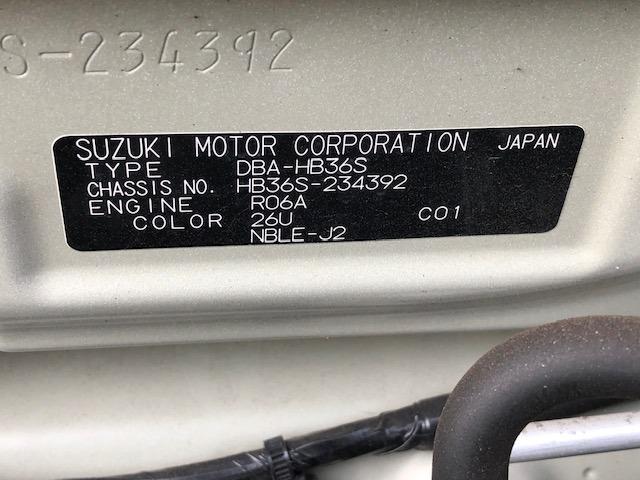 S-234392
SUZUKI MOTOR CORPORATION JAPAN
TYPE DBA-HB36S
CHASSIS NO. HB36S-234392
ENGINE R06A
COLOR 26U C01
NBLE-J2